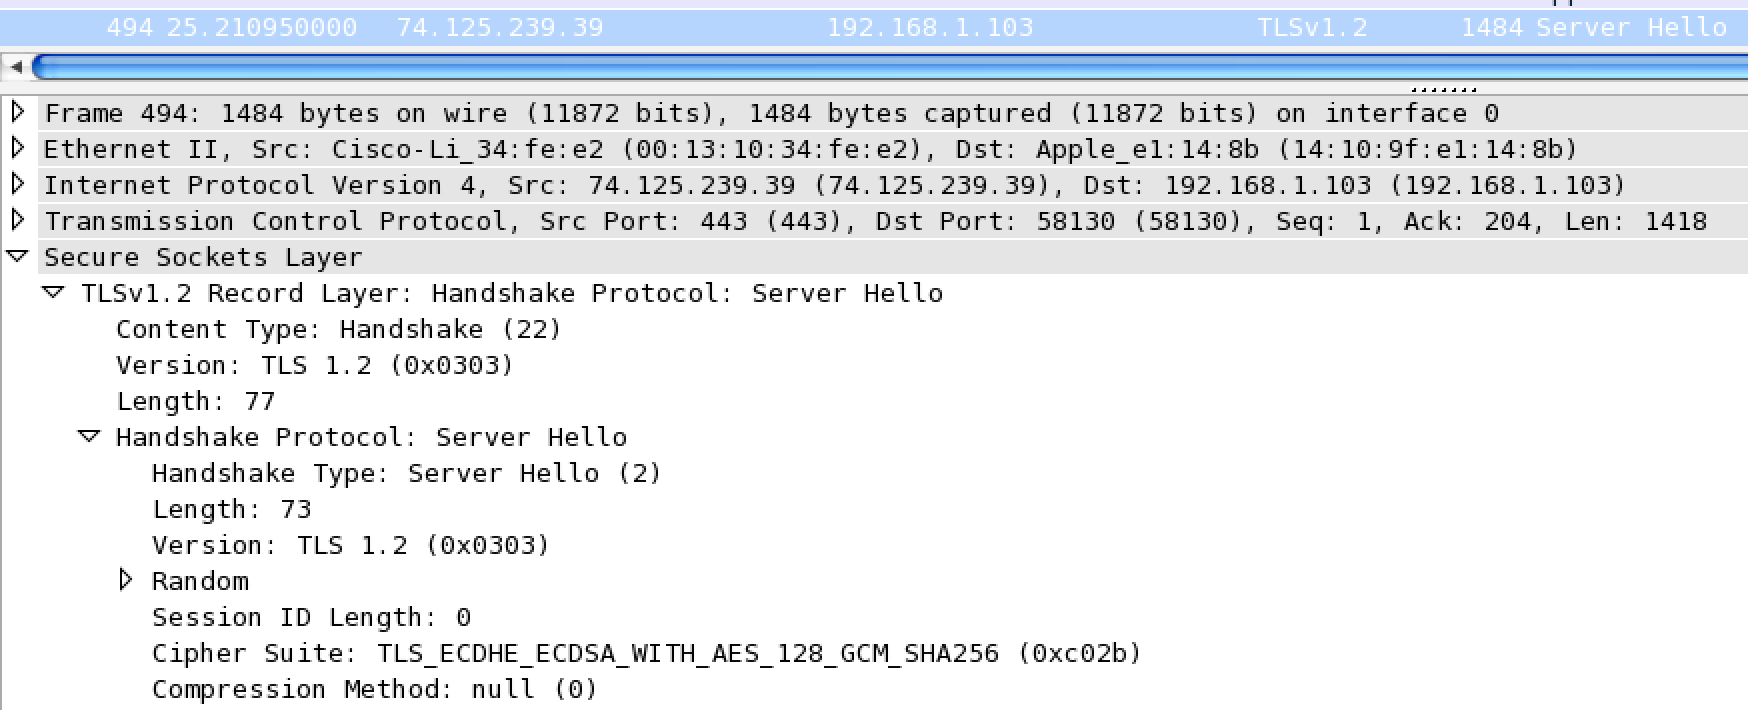 494 25.210950000 74.125.239.39 192.168.1.103 TLSv1.2 1484 Server Hello
Frame 494: 1484 bytes on wire (11872 bits), 1484 bytes captured (11872 bits) on interface 0
Ethernet II, Src: Cisco-Li_34:fe:e2 (00:13:10:34:fe:e2), Dst: Apple_e1:14:8b (14:10:9f:e1:14:8b)
Internet Protocol Version 4, Src: 74.125.239.39 (74.125.239.39), Dst: 192.168.1.103 (192.168.1.103)
Transmission Control Protocol, Src Port: 443 (443), Dst Port: 58130 (58130), Seq: 1, Ack: 204, Len: 1418
Secure Sockets Layer
TLSv1.2 Record Layer: Handshake Protocol: Server Hello
Content Type: Handshake (22)
Version: TLS 1.2 (0x0303)
Length: 77
Handshake Protocol: Server Hello
Handshake Type: Server Hello (2)
Length: 73
Version: TLS 1.2 (0x0303)
Random
Session ID Length: 0
Cipher Suite: TLS_ECDHE_ECDSA_WITH_AES_128_GCM_SHA256 (0xc02b)
Compression Method: null (0)